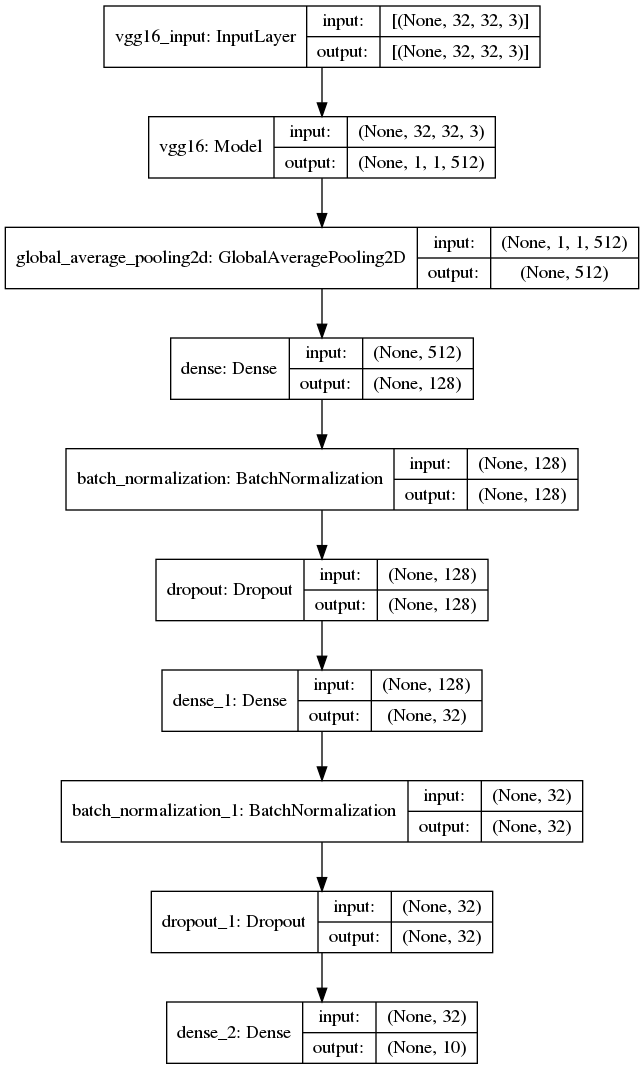 vgg16_input: InputLayer
input: [(None, 32, 32, 3)]
output: [(None, 32, 32, 3)]
vgg16: Model
input: (None, 32, 32, 3)
output: (None, 1, 1, 512)
global_average_pooling2d: GlobalAveragePooling2D
input: (None, 1, 1, 512)
output: (None, 512)
dense: Dense
input: (None, 512)
output: (None, 128)
batch_normalization: BatchNormalization
input: (None, 128)
output: (None, 128)
dropout: Dropout
input: (None, 128)
output: (None, 128)
dense_1: Dense
input: (None, 128)
output: (None, 32)
batch_normalization_1: BatchNormalization
input: (None, 32)
output: (None, 32)
dropout_1: Dropout
input: (None, 32)
output: (None, 32)
dense_2: Dense
input: (None, 32)
output: (None, 10)